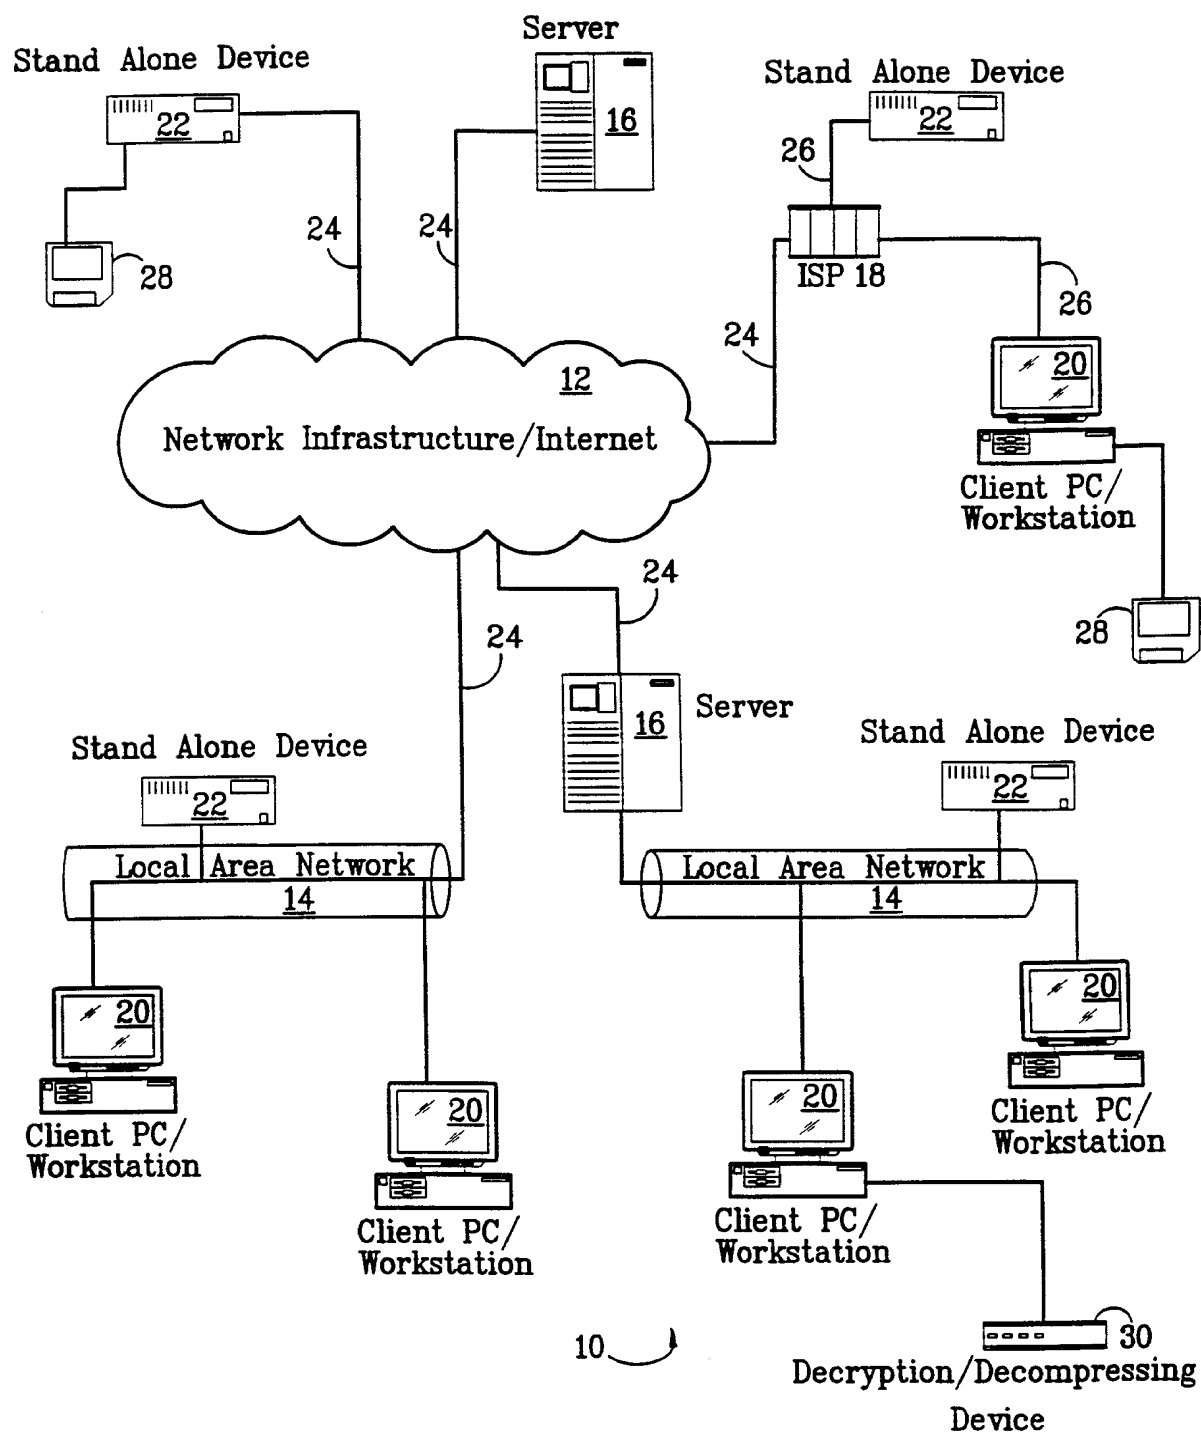 Server
Stand Alone Device
Stand Alone Device
22
16
22
26
24
24
28
ISP 18
26
24
12
20
Network Infrastructure/Internet
Client PC/
Workstation
24
24
28
16
Server
Stand Alone Device
Stand Alone Device
22
22
Local Area Network
14
Local Area Network
14
20
20
Client PC/
Workstation
20
20
Client PC/
Workstation
Client PC/
Workstation
Client PC/
Workstation
10
30
Decryption/Decompressing
Device